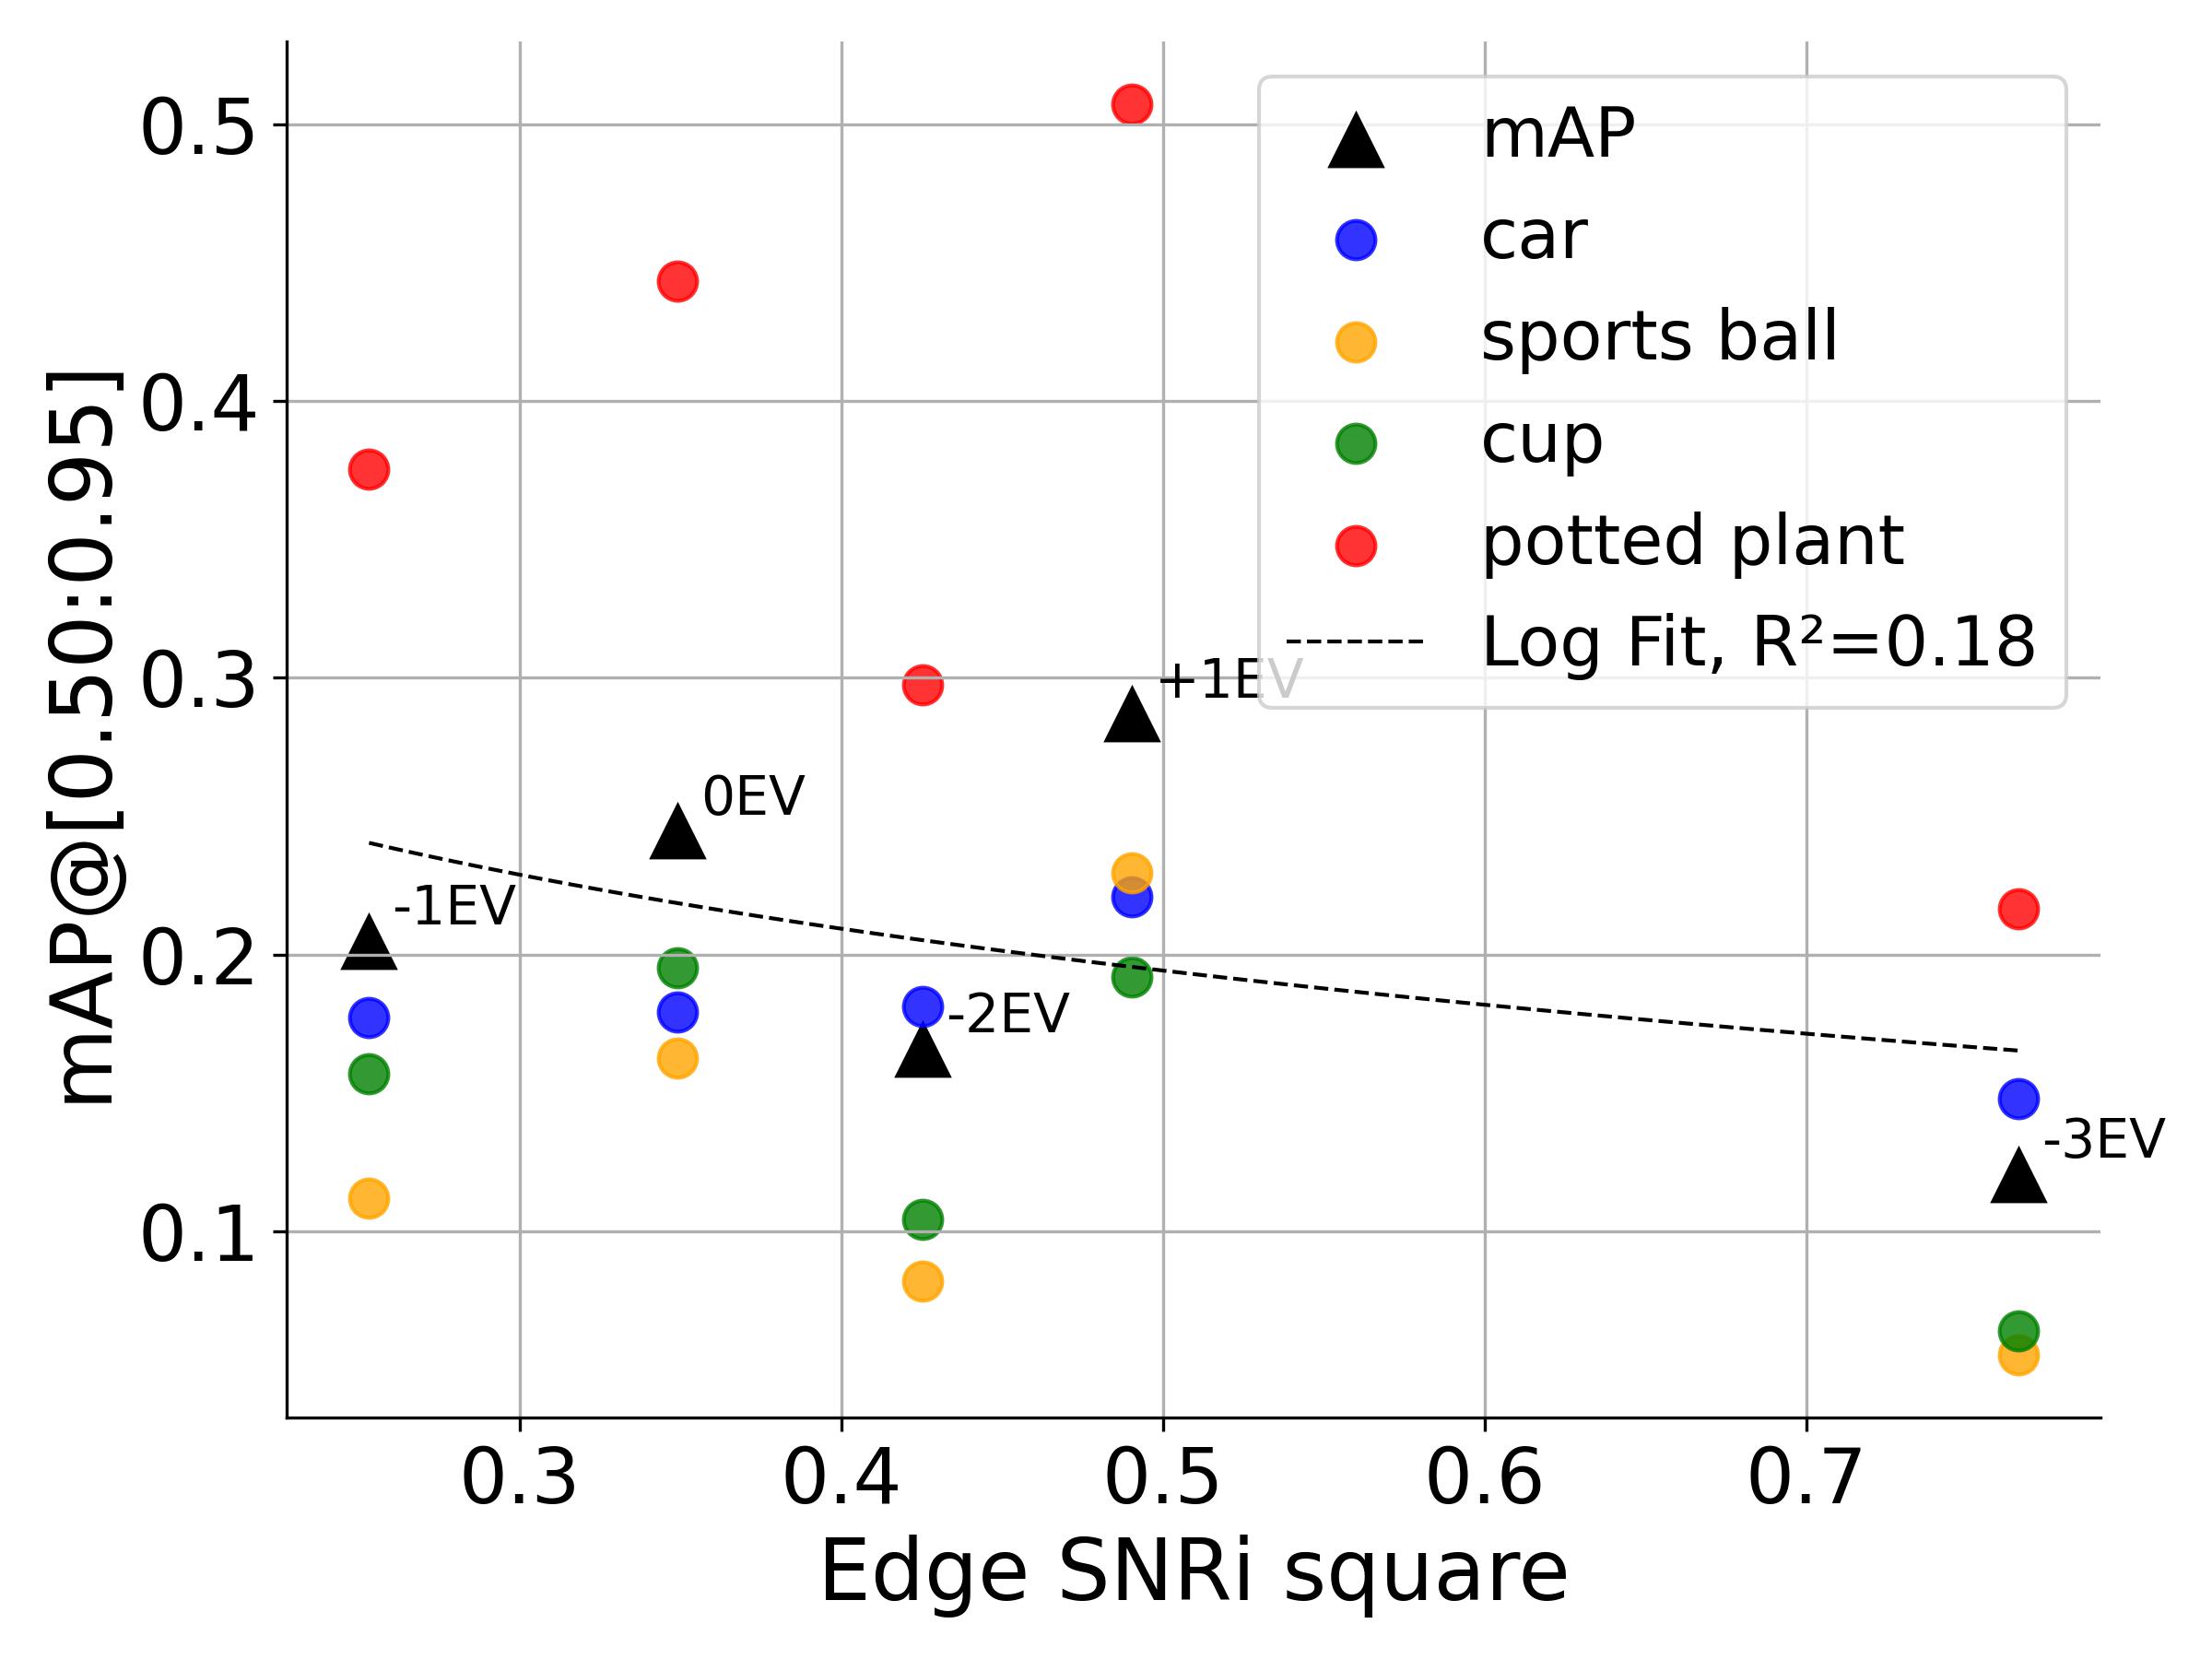 mAP@[0.50:0.95]
0.5
0.4
0.3
0.2
0.1
mAP
car
sports ball
cup
potted plant
Log Fit, R²=0.18
+1EV
0EV
-1EV
-2EV
-3EV
0.3 0.4 0.5 0.6 0.7
Edge SNRi square